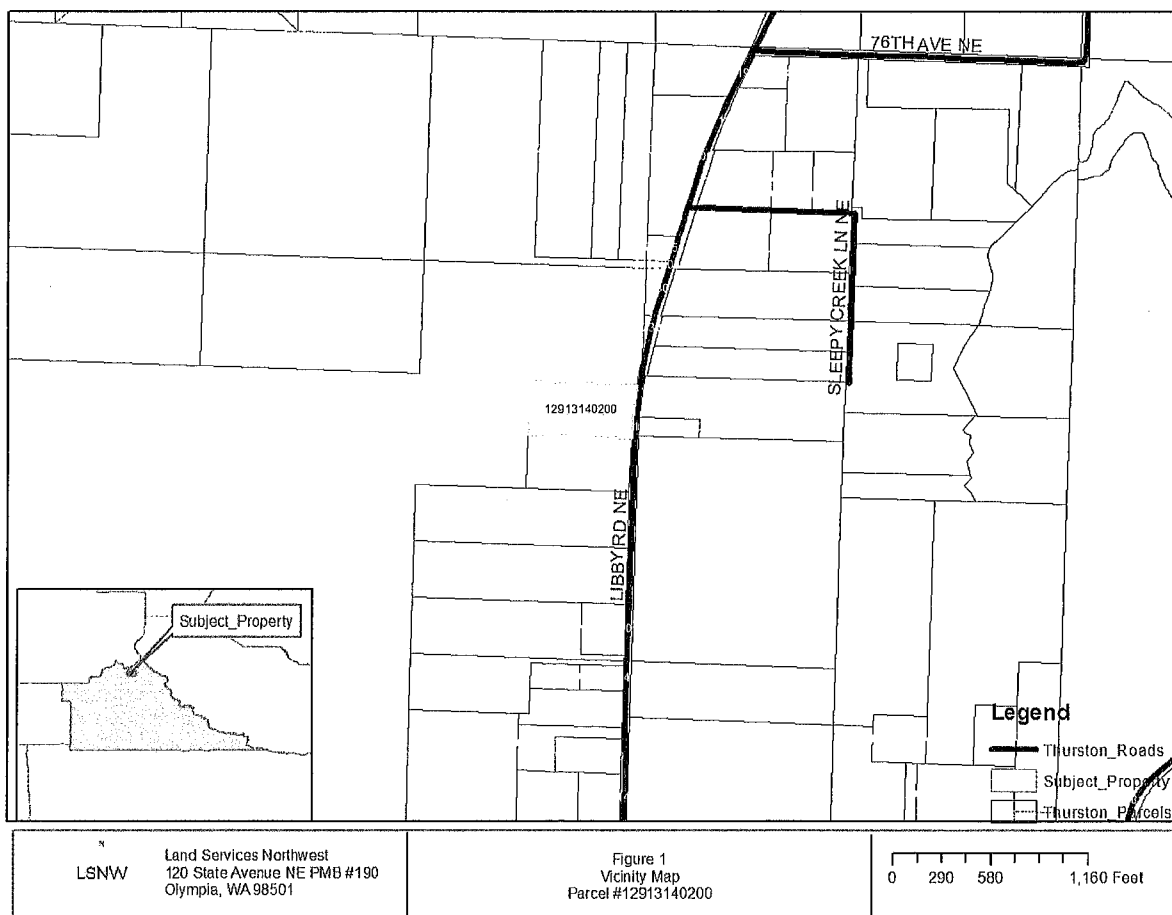 76TH AVE NE
SLEEPY CREEK LN NE
12913140200
LIBBY RD NE
Subject_Property
Legend
Thurston_Roads
Subject_Property
Thurston_Parcels
N
LSNW
Land Services Northwest
120 State Avenue NE PMB #190
Olympia, WA 98501
Figure 1
Vicinity Map
Parcel #12913140200
0 290 580 1,160 Feet